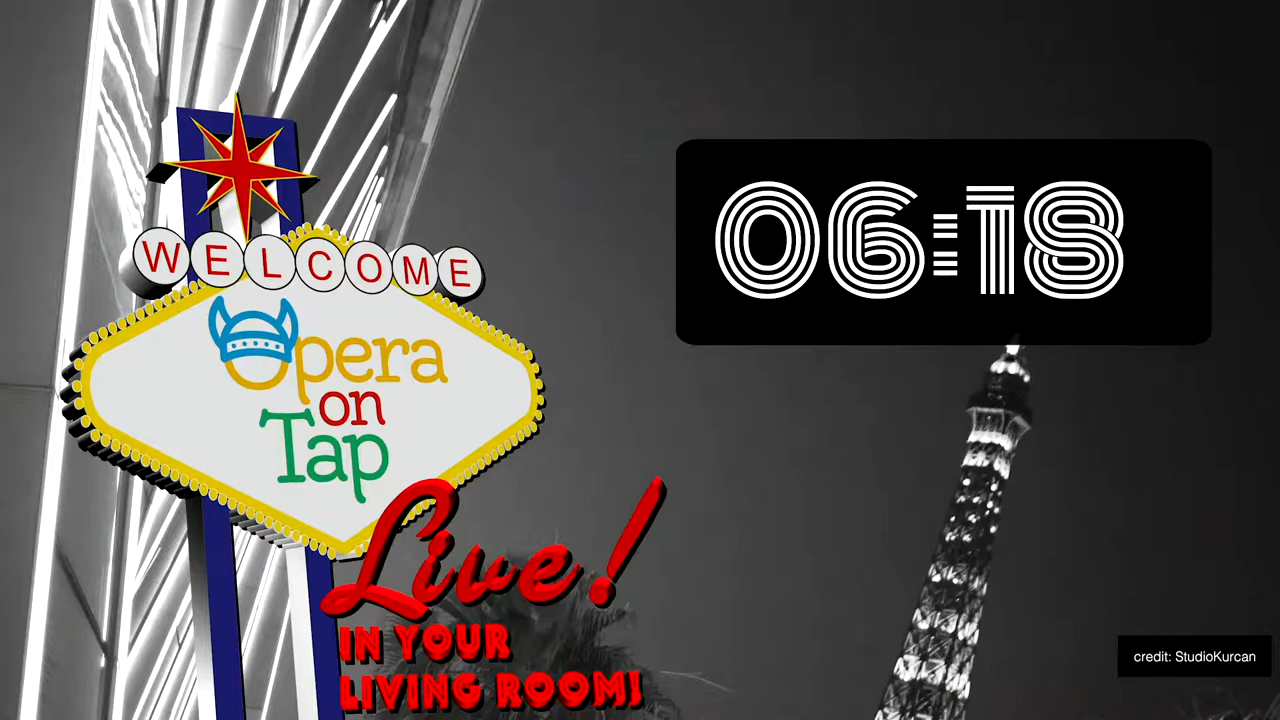 WELCOME
Opera
on
Tap
Live!
IN YOUR
LIVING ROOM!
06:18
credit: StudioKurcan